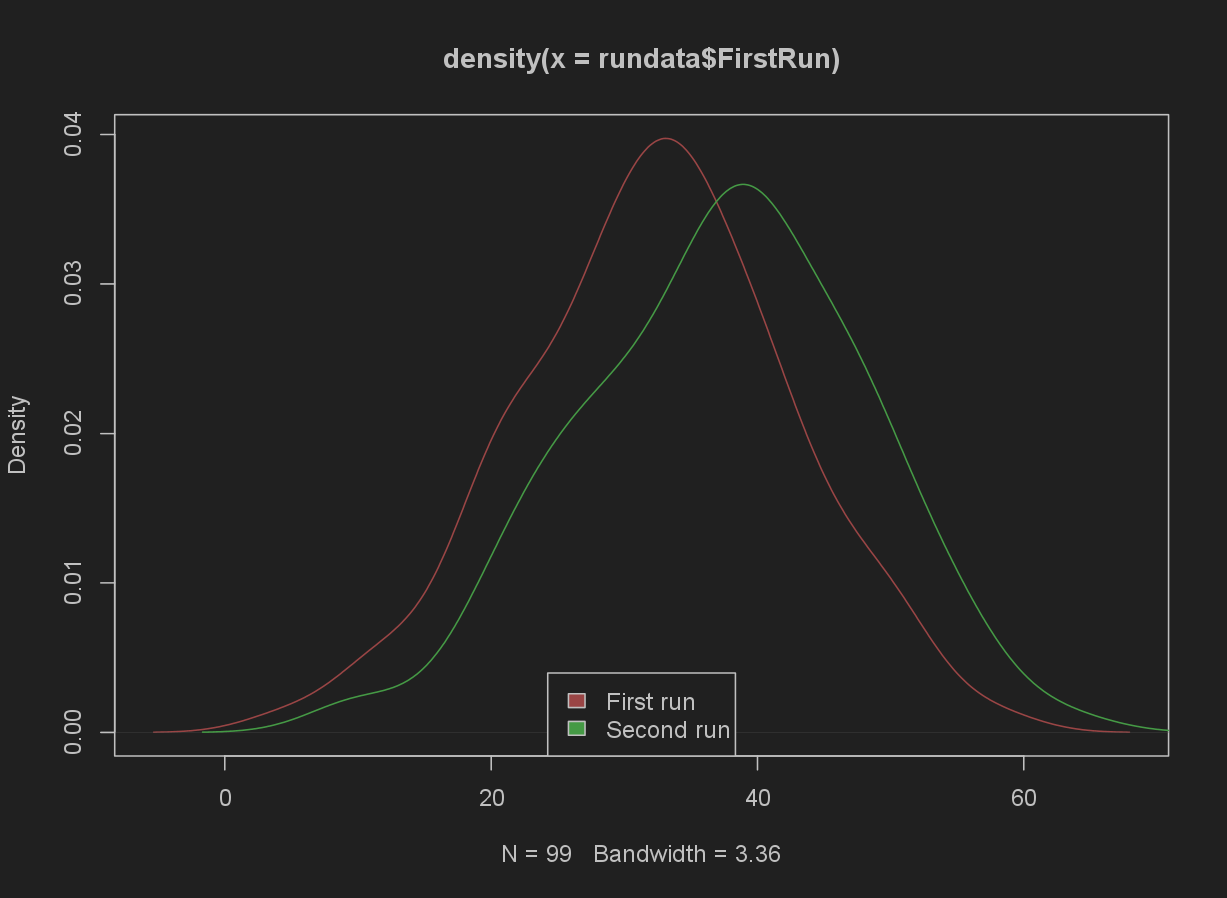 density(x = rundata$FirstRun)
0.04
0.03
0.02
0.01
0.00
Density
First run
Second run
0 20 40 60
N = 99 Bandwidth = 3.36